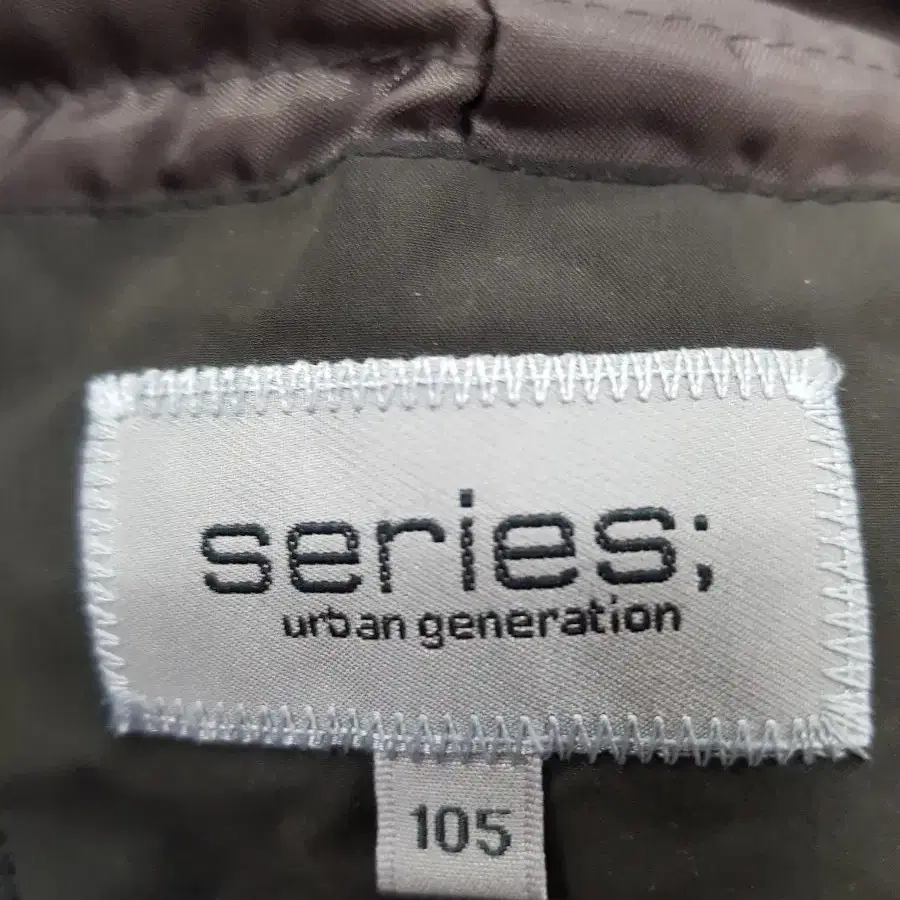 series;
urban generation
105